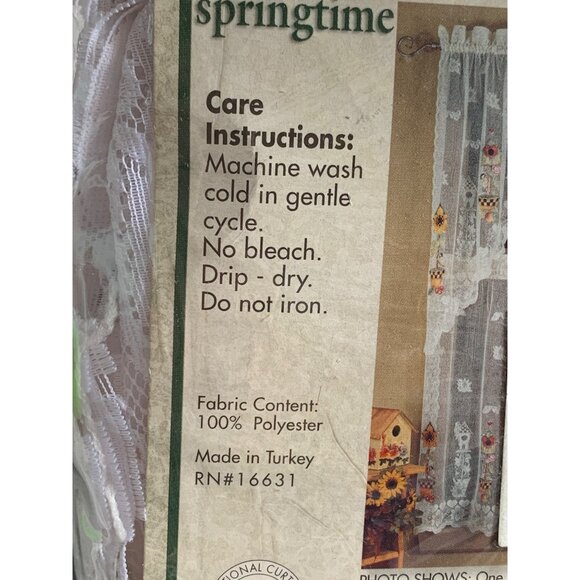 springtime
Care
Instructions:
Machine wash
cold in gentle
cycle.
No bleach.
Drip - dry.
Do not iron.
Fabric Content:
100% Polyester
Made in Turkey
RN#16631
PHOTO SHOWS: One